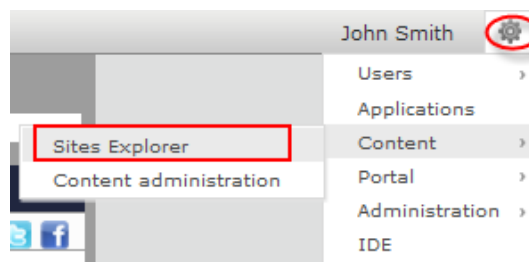 John Smith
Users
Applications
Sites Explorer
Content
Content administration
Portal
Administration
IDE